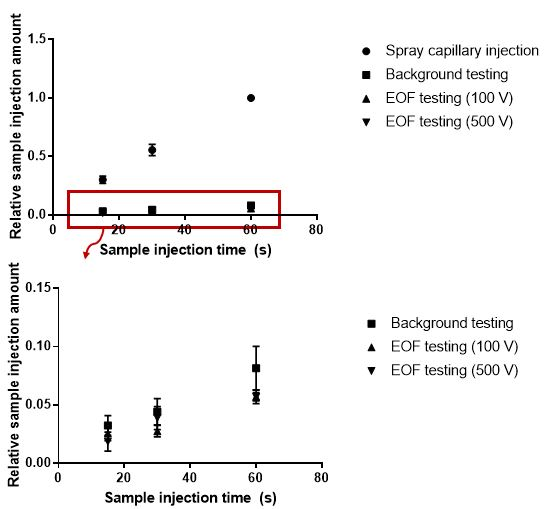 Relative sample injection amount
1.5
1.0
0.5
0.0
0
20
40
60
80
Sample injection time (s)
Spray capillary injection
Background testing
EOF testing (100 V)
EOF testing (500 V)
Relative sample injection amount
0.15
0.10
0.05
0.00
0
20
40
60
80
Sample injection time (s)
Background testing
EOF testing (100 V)
EOF testing (500 V)